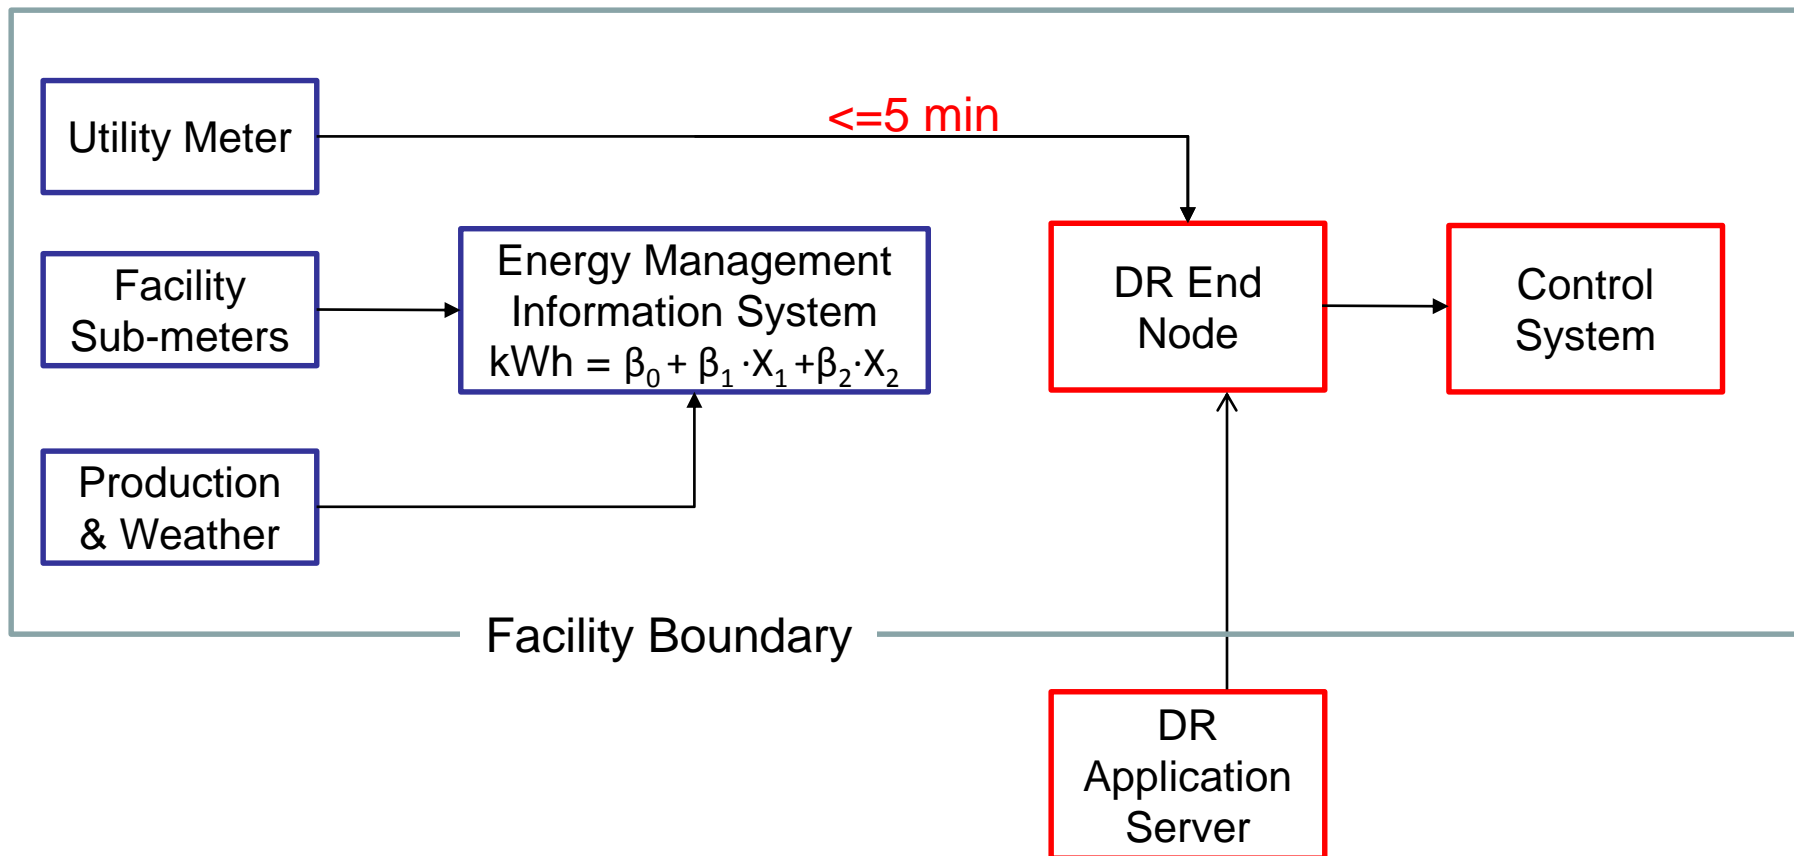 <=5 min
Utility Meter
Facility
Sub-meters
Energy Management
Information System
kWh = β₀ + β₁ ·X₁ +β₂·X₂
DR End
Node
Control
System
Production
& Weather
Facility Boundary
DR
Application
Server